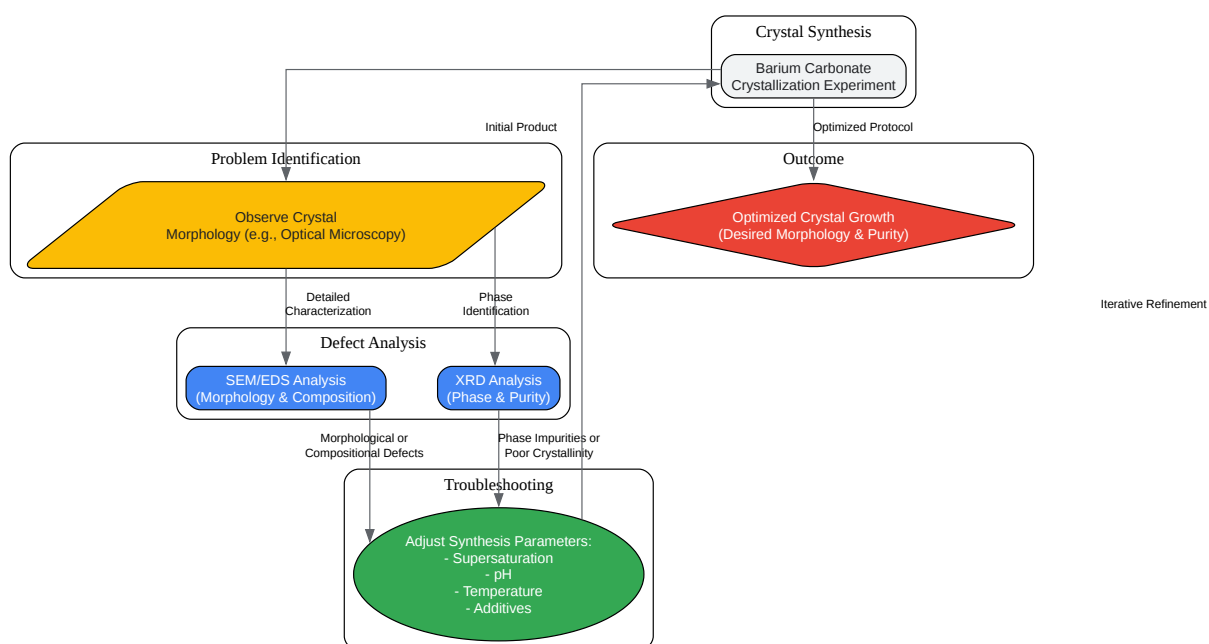 Crystal Synthesis
Barium Carbonate
Crystallization Experiment
Initial Product
Optimized Protocol
Problem Identification
Observe Crystal
Morphology (e.g., Optical Microscopy)
Outcome
Optimized Crystal Growth
(Desired Morphology & Purity)
Detailed
Characterization
Phase
Identification
Iterative Refinement
Defect Analysis
SEM/EDS Analysis
(Morphology & Composition)
XRD Analysis
(Phase & Purity)
Morphological or
Compositional Defects
Phase Impurities or
Poor Crystallinity
Troubleshooting
Adjust Synthesis Parameters:
- Supersaturation
- pH
- Temperature
- Additives